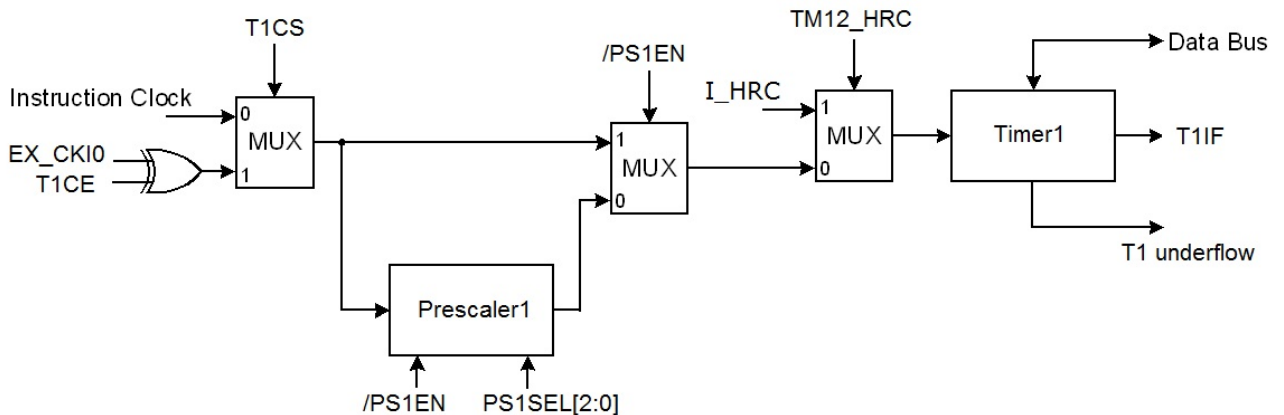 T1CS
TM12_HRC
/PS1EN
Data Bus
Instruction Clock
0
MUX
I_HRC
1
MUX
Timer1
T1IF
EX_CKI0
T1CE
1
1
MUX
0
0
T1 underflow
Prescaler1
/PS1EN
PS1SEL[2:0]